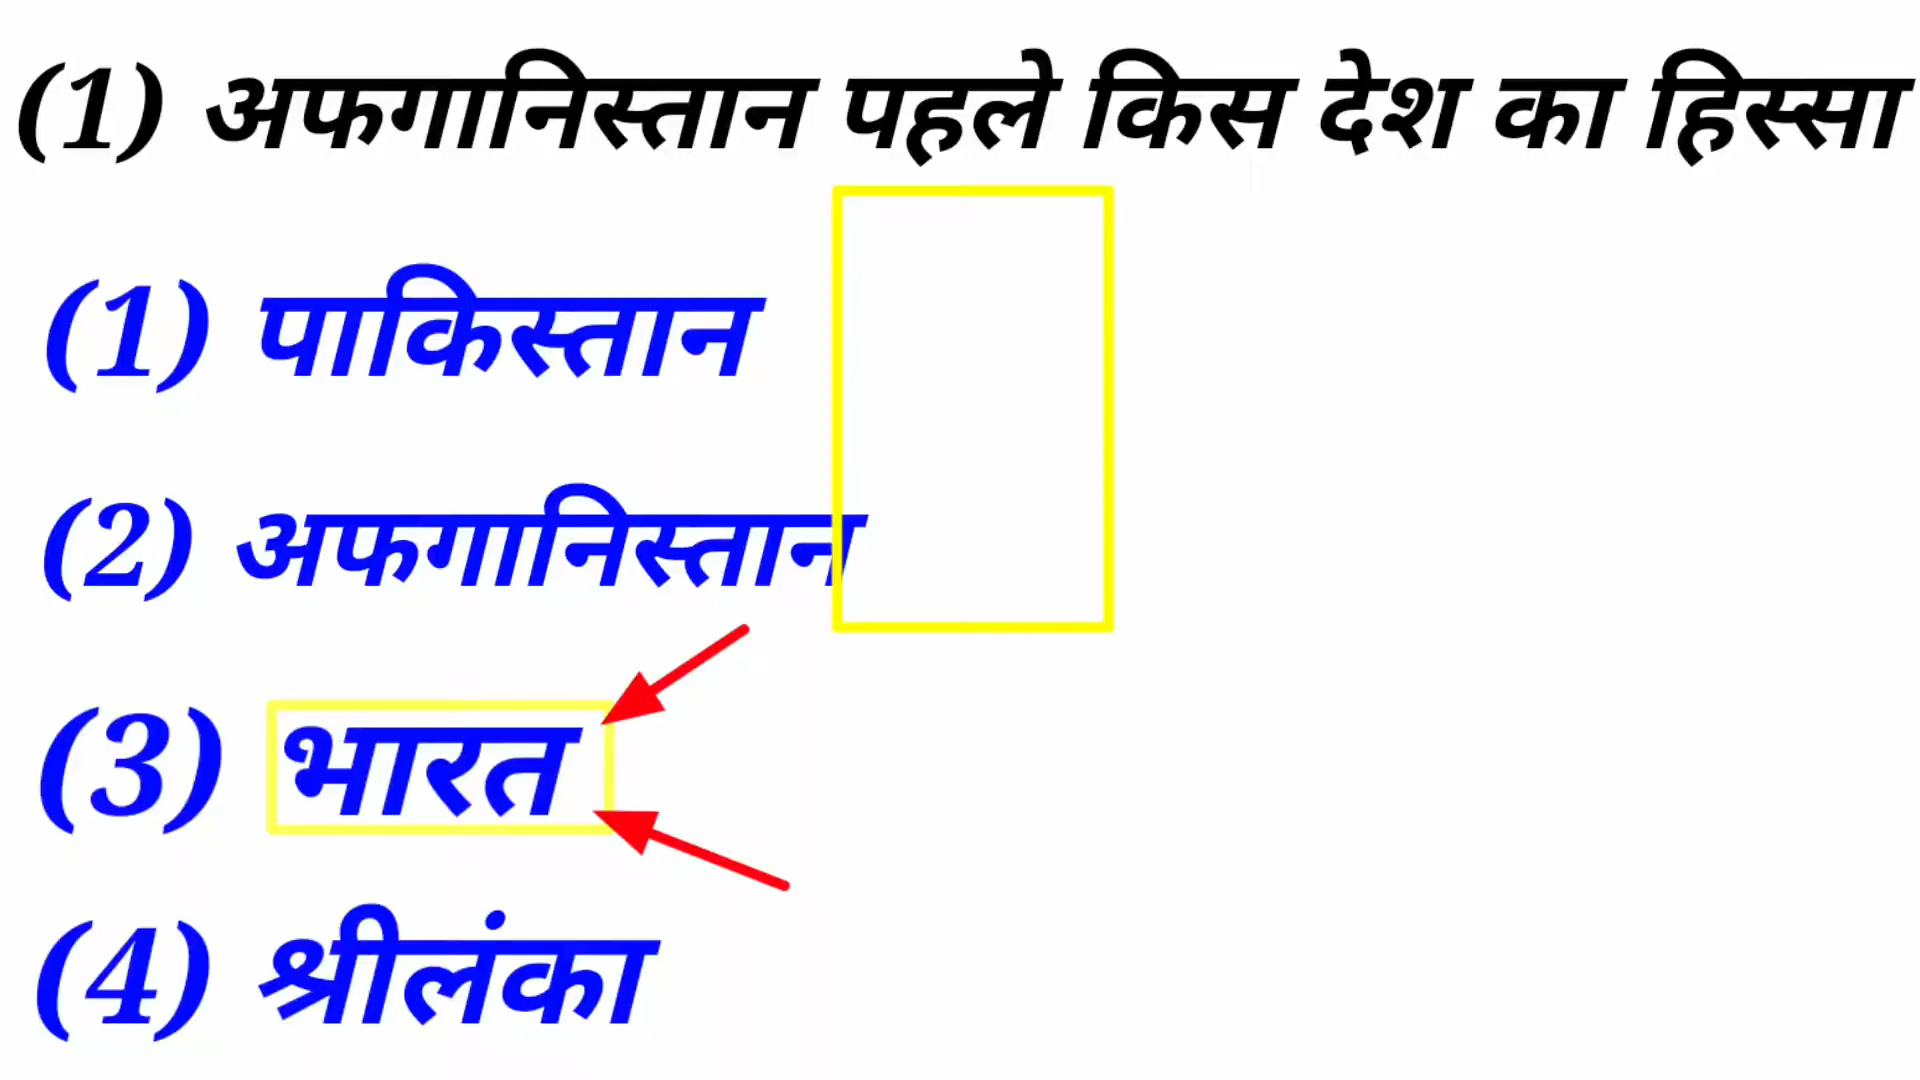 (1) अफगानिस्तान पहले किस देश का हिस्सा
(1) पाकिस्तान
(2) अफगानिस्तान
(3) भारत
(4) श्रीलंका